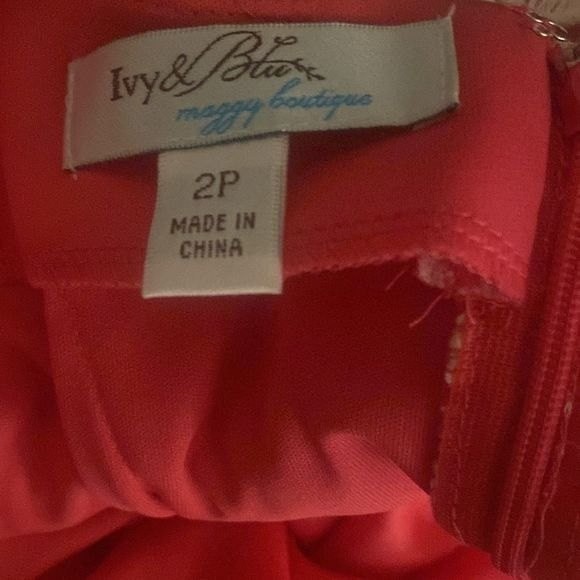 Ivy & Blu
maggy boutique
2P
MADE IN
CHINA